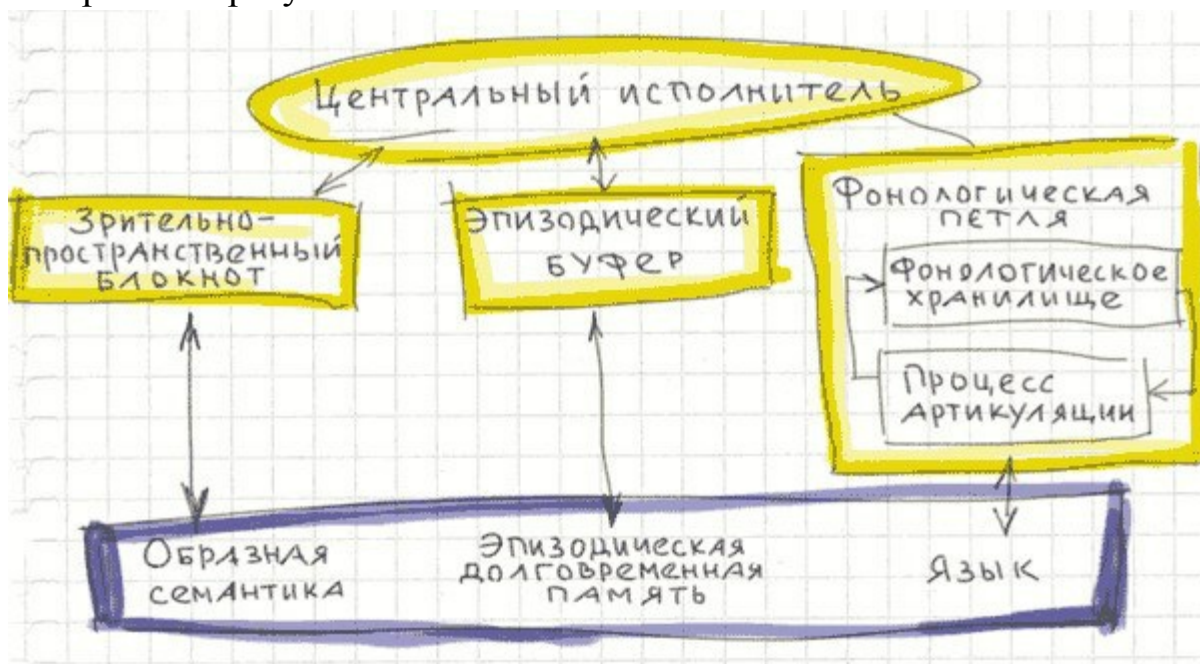 Центральный исполнитель
Зрительно-
пространственный
блокнот
Эпизодический
буфер
Фонологическая
петля
Фонологическое
хранилище
Процесс
артикуляции
Образная
семантика
Эпизодическая
долговременная
память
Язык